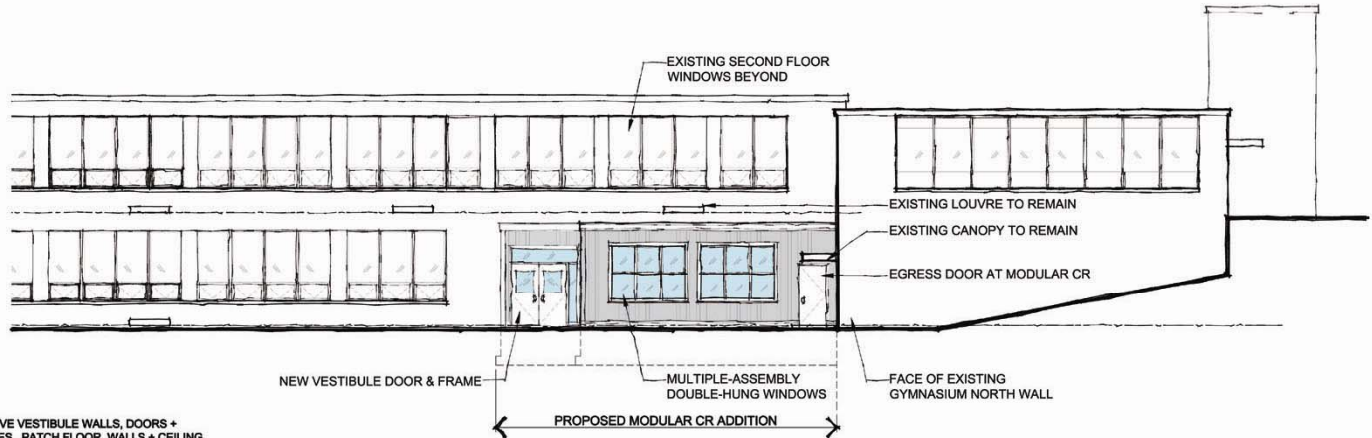 EXISTING SECOND FLOOR
WINDOWS BEYOND
EXISTING LOUVRE TO REMAIN
EXISTING CANOPY TO REMAIN
EGRESS DOOR AT MODULAR CR
NEW VESTIBULE DOOR & FRAME
MULTIPLE-ASSEMBLY
DOUBLE-HUNG WINDOWS
FACE OF EXISTING
GYMNASIUM NORTH WALL
PROPOSED MODULAR CR ADDITION
VE VESTIBULE WALLS, DOORS +
PATCH FLOOR, WALLS + CEILING